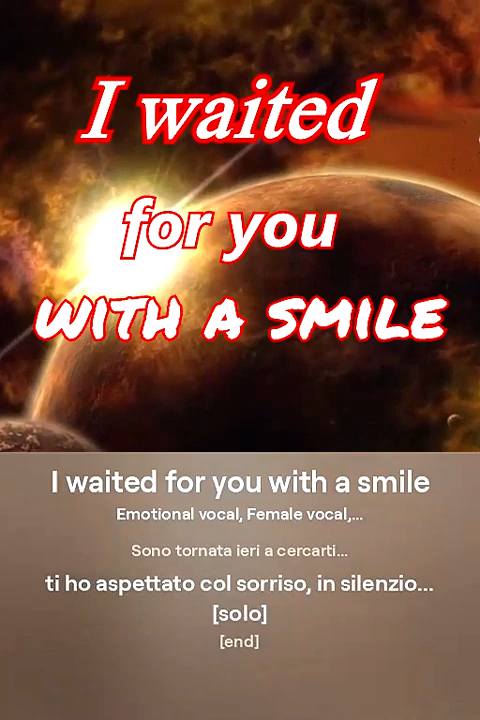 I waited
for you
WITH A SMILE
I waited for you with a smile
Emotional vocal, Female vocal,...
Sono tornata ieri a cercarti...
ti ho aspettato col sorriso, in silenzio...
[solo]
[end]